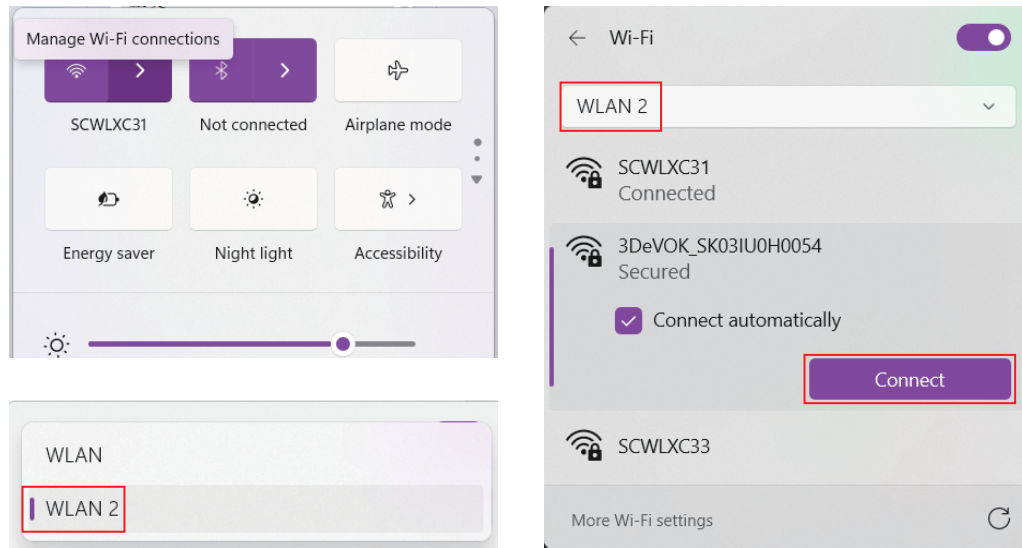 Manage Wi-Fi connections
SCWLXC31
Not connected
Airplane mode
Energy saver
Night light
Accessibility
WLAN
WLAN 2
Wi-Fi
WLAN 2
SCWLXC31
Connected
3DeVOK_SK03IU0H0054
Secured
Connect automatically
Connect
SCWLXC33
More Wi-Fi settings